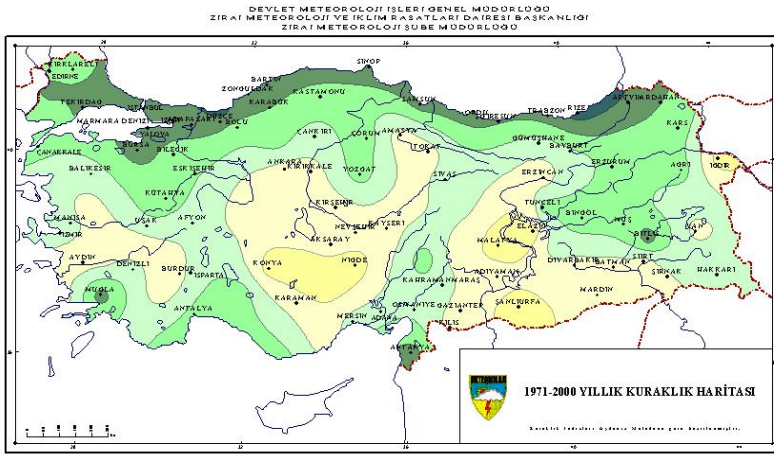 DEVLET METEOROLOJİ İŞLERİ GENEL MÜDÜRLÜĞÜ
ZİRAİ METEOROLOJİ VE İKLİM RASATLARI DAİRESİ BAŞKANLIĞI
ZİRAİ METEOROLOJİ ŞUBE MÜDÜRLÜĞÜ
SİNOP
KIRKLARELİ
EDİRNE
BARTIN
ZONGULDAK
KASTAMONU
KARABÜK
SAMSUN
TEKİRDAĞ
İSTANBUL
ORDU
GİRESUN
TRABZON
RİZE
ARTVİN
ARDAHAN
MARMARA DENİZİ
DÜZCE
BOLU
YALOVA
KARS
ÇANKIRI
ÇORUM
AMASYA
TOKAT
GÜMÜŞHANE
BAYBURT
ÇANAKKALE
BURSA
BİLECİK
BALIKESİR
ESKİŞEHİR
ANKARA
KIRIKKALE
YOZGAT
SİVAS
ERZİNCAN
ERZURUM
AĞRI
IĞDIR
KÜTAHYA
KIRŞEHİR
TUNCELİ
BİNGÖL
MUŞ
MANİSA
İZMİR
UŞAK
AFYON
NEVŞEHİR
KAYSERİ
ELAZIĞ
MALATYA
BİTLİS
VAN
AKSARAY
AYDIN
DENİZLİ
BURDUR
ISPARTA
KONYA
NİĞDE
KAHRAMANMARAŞ
ADIYAMAN
DİYARBAKIR
BATMAN
SİİRT
ŞIRNAK
HAKKARİ
MUĞLA
ANTALYA
KARAMAN
MERSİN
ADANA
OSMANİYE
GAZİANTEP
KİLİS
ŞANLIURFA
MARDİN
ANTAKYA
METEOROLOJİ
1971-2000 YILLIK KURAKLIK HARİTASI